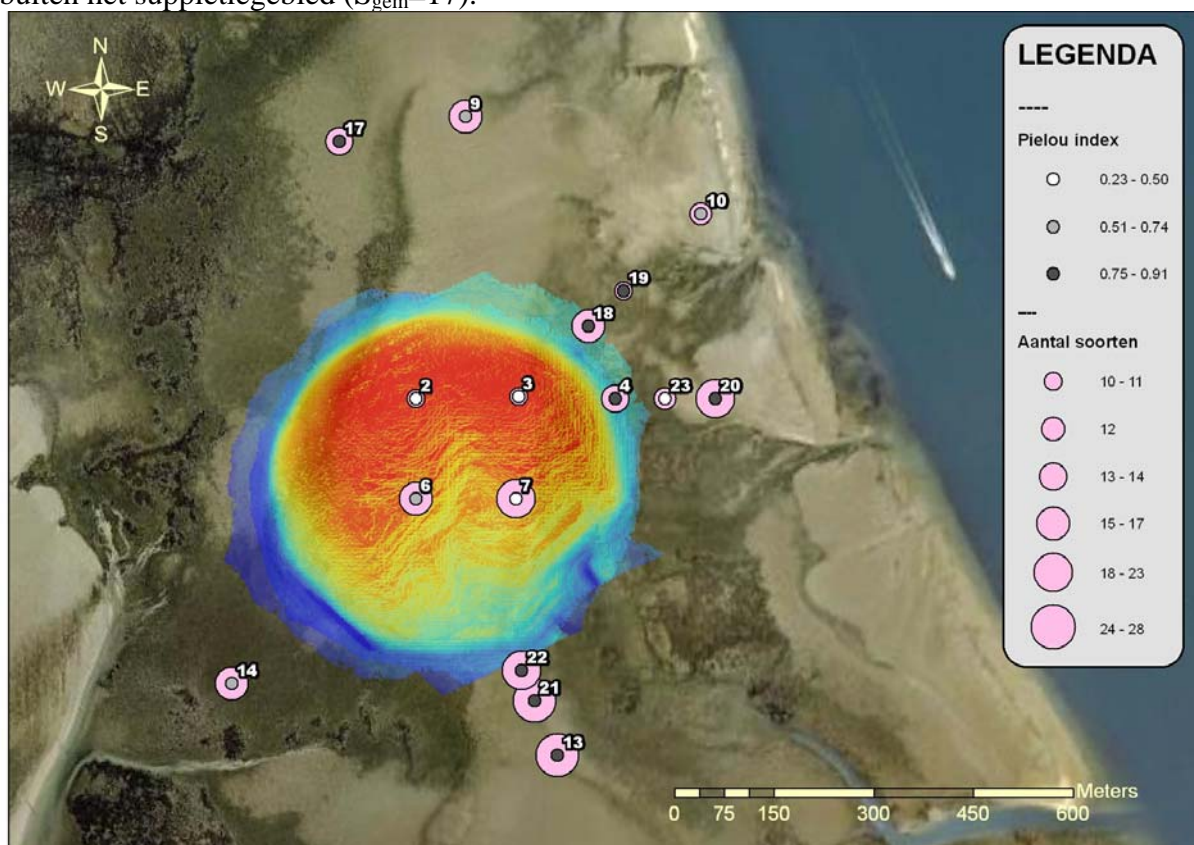 buiten het suppletiegebied (Sgem=17).
N
W E
S
17
9
10
19
18
2
3
4
23
20
6
7
14
22
21
13
LEGENDA
----
Pielou index
0.23 - 0.50
0.51 - 0.74
0.75 - 0.91
---
Aantal soorten
10 - 11
12
13 - 14
15 - 17
18 - 23
24 - 28
Meters
0 75 150 300 450 600